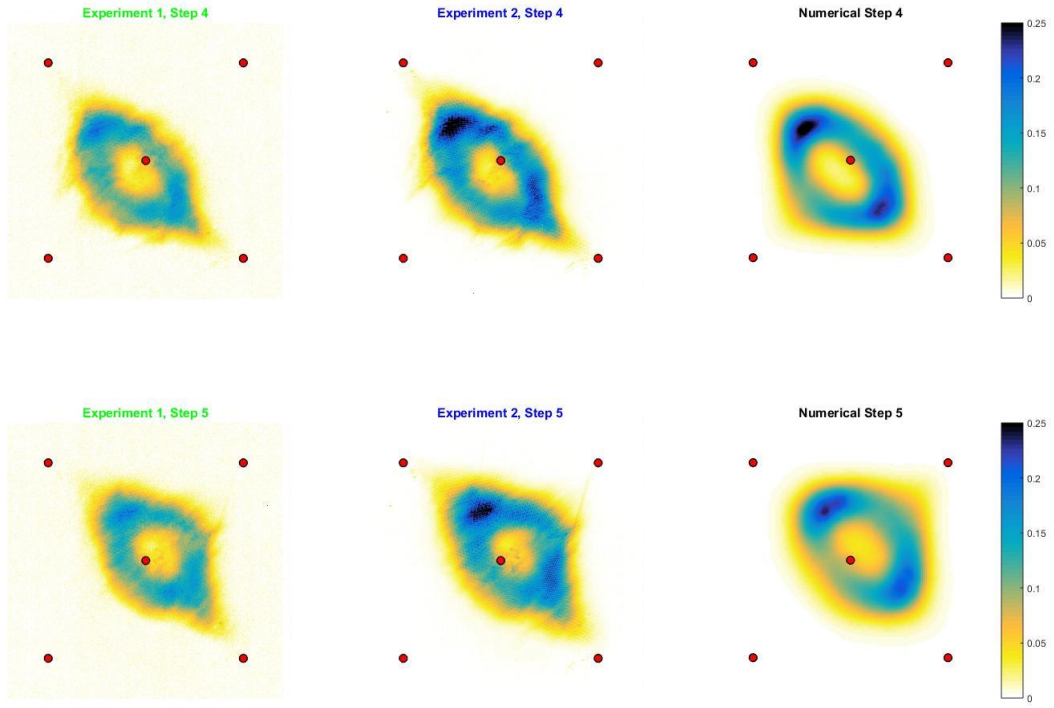 Experiment 1, Step 4
Experiment 2, Step 4
Numerical Step 4
0.25
0.2
0.15
0.1
0.05
0
Experiment 1, Step 5
Experiment 2, Step 5
Numerical Step 5
0.25
0.2
0.15
0.1
0.05
0